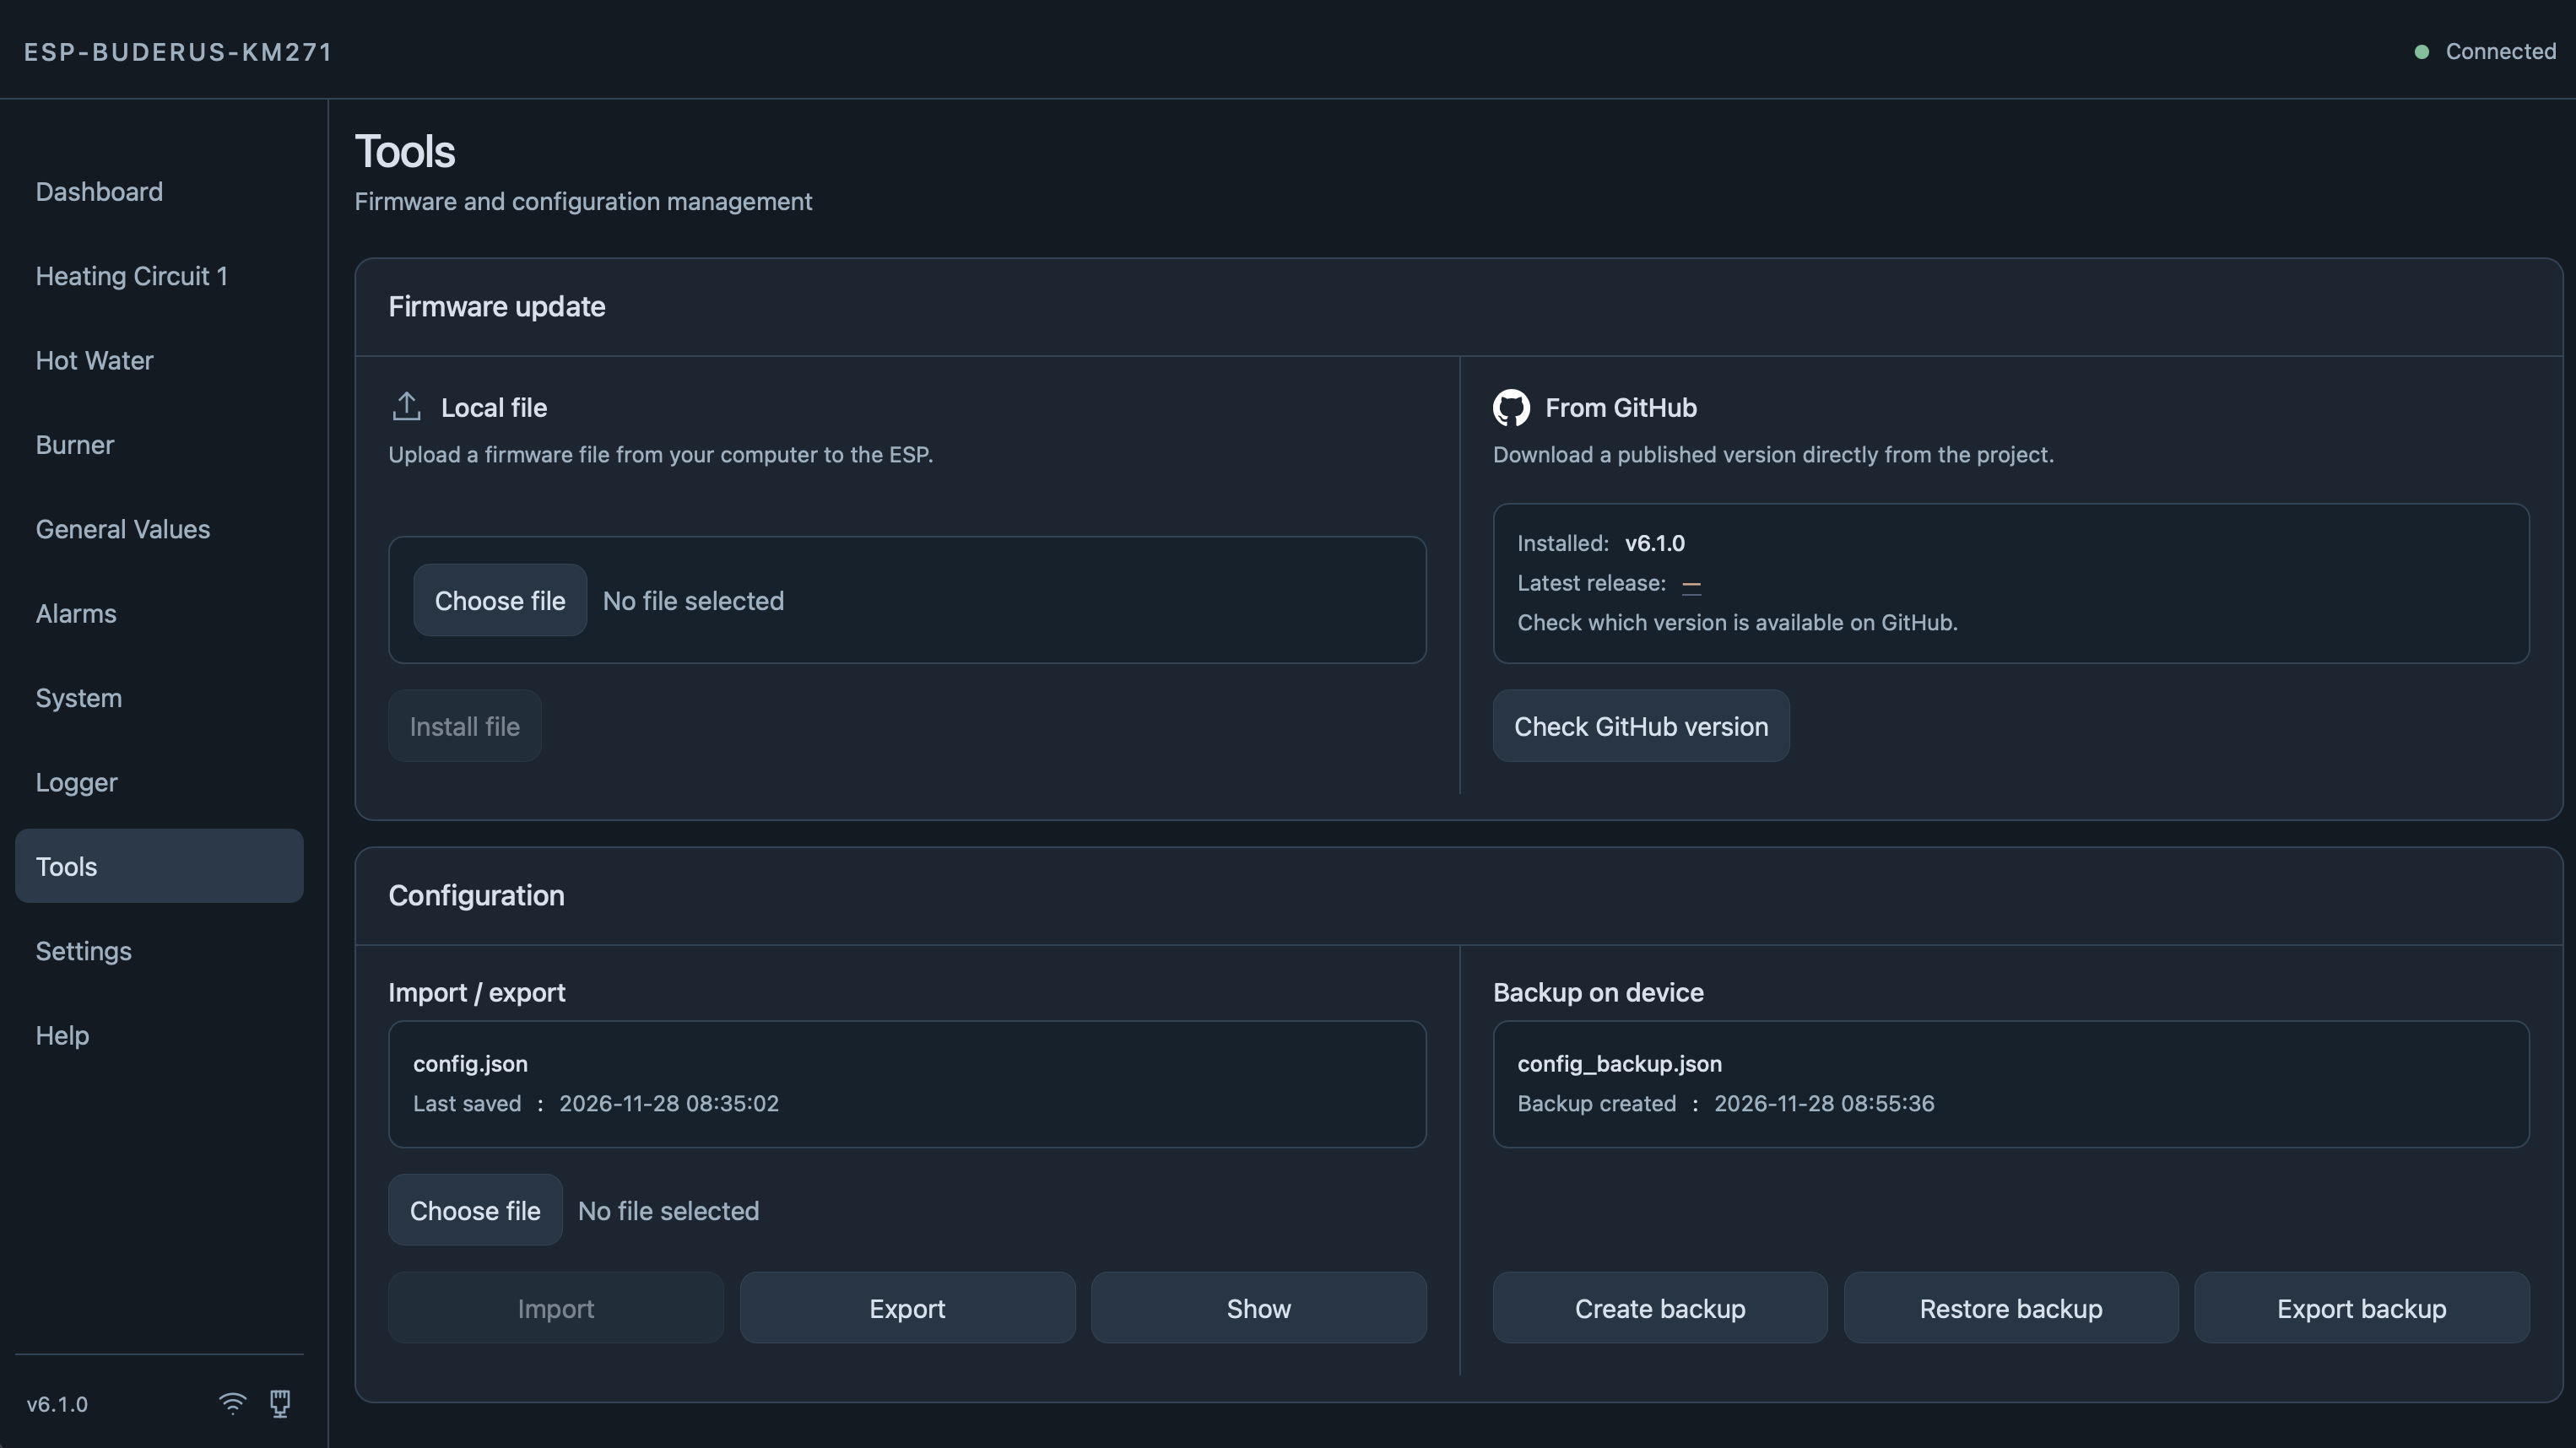 ESP-BUDERUS-KM271
Connected
Dashboard
Heating Circuit 1
Hot Water
Burner
General Values
Alarms
System
Logger
Tools
Settings
Help
v6.1.0
Tools
Firmware and configuration management
Firmware update
Local file
Upload a firmware file from your computer to the ESP.
Choose file No file selected
Install file
From GitHub
Download a published version directly from the project.
Installed: v6.1.0
Latest release: —
Check which version is available on GitHub.
Check GitHub version
Configuration
Import / export
config.json
Last saved : 2026-11-28 08:35:02
Choose file No file selected
Import Export Show
Backup on device
config_backup.json
Backup created : 2026-11-28 08:55:36
Create backup Restore backup Export backup